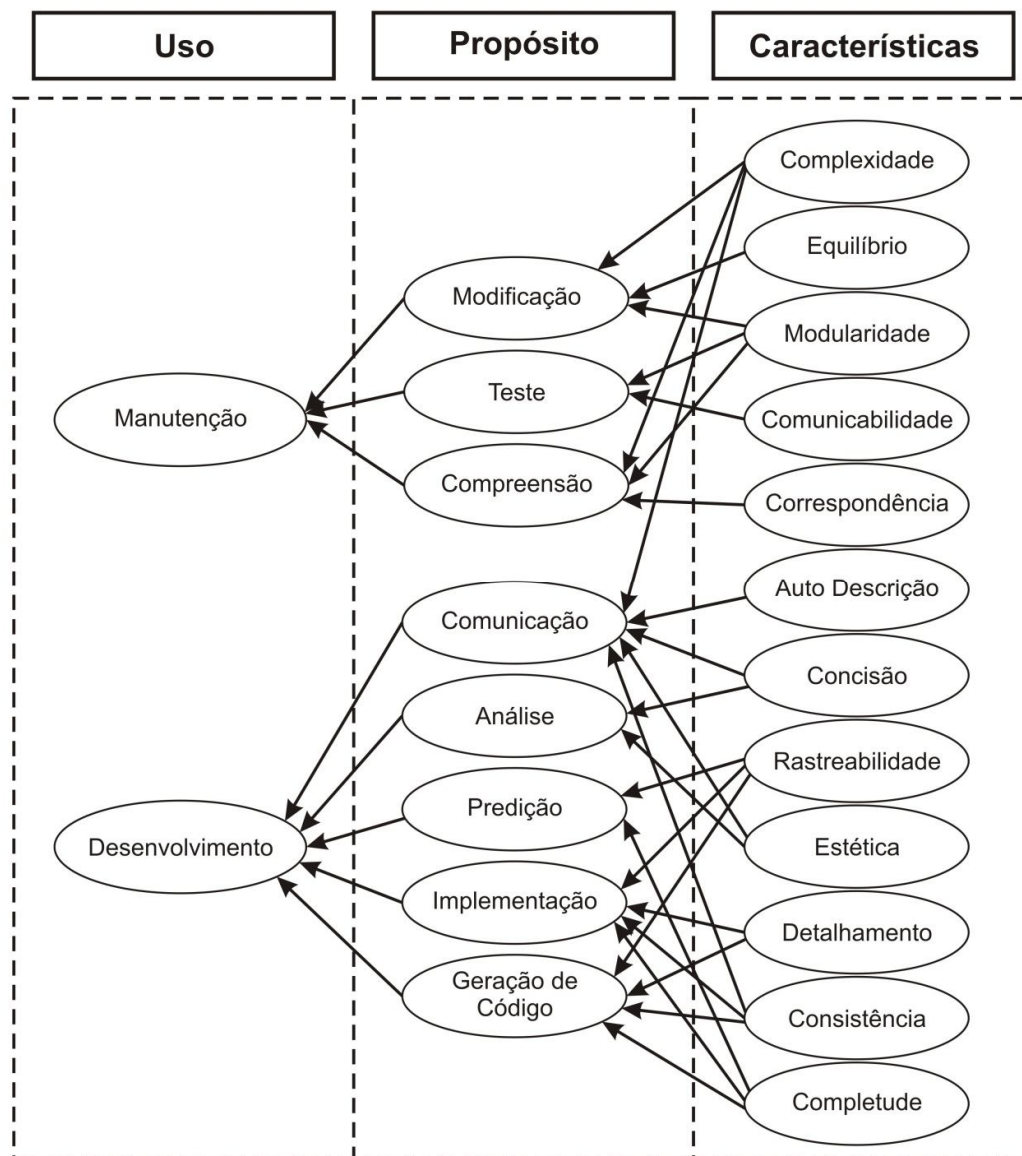 Uso
Propósito
Características
Manutenção
Desenvolvimento
Modificação
Teste
Compreensão
Comunicação
Análise
Predição
Implementação
Geração de
Código
Complexidade
Equilíbrio
Modularidade
Comunicabilidade
Correspondência
Auto Descrição
Concisão
Rastreabilidade
Estética
Detalhamento
Consistência
Completude